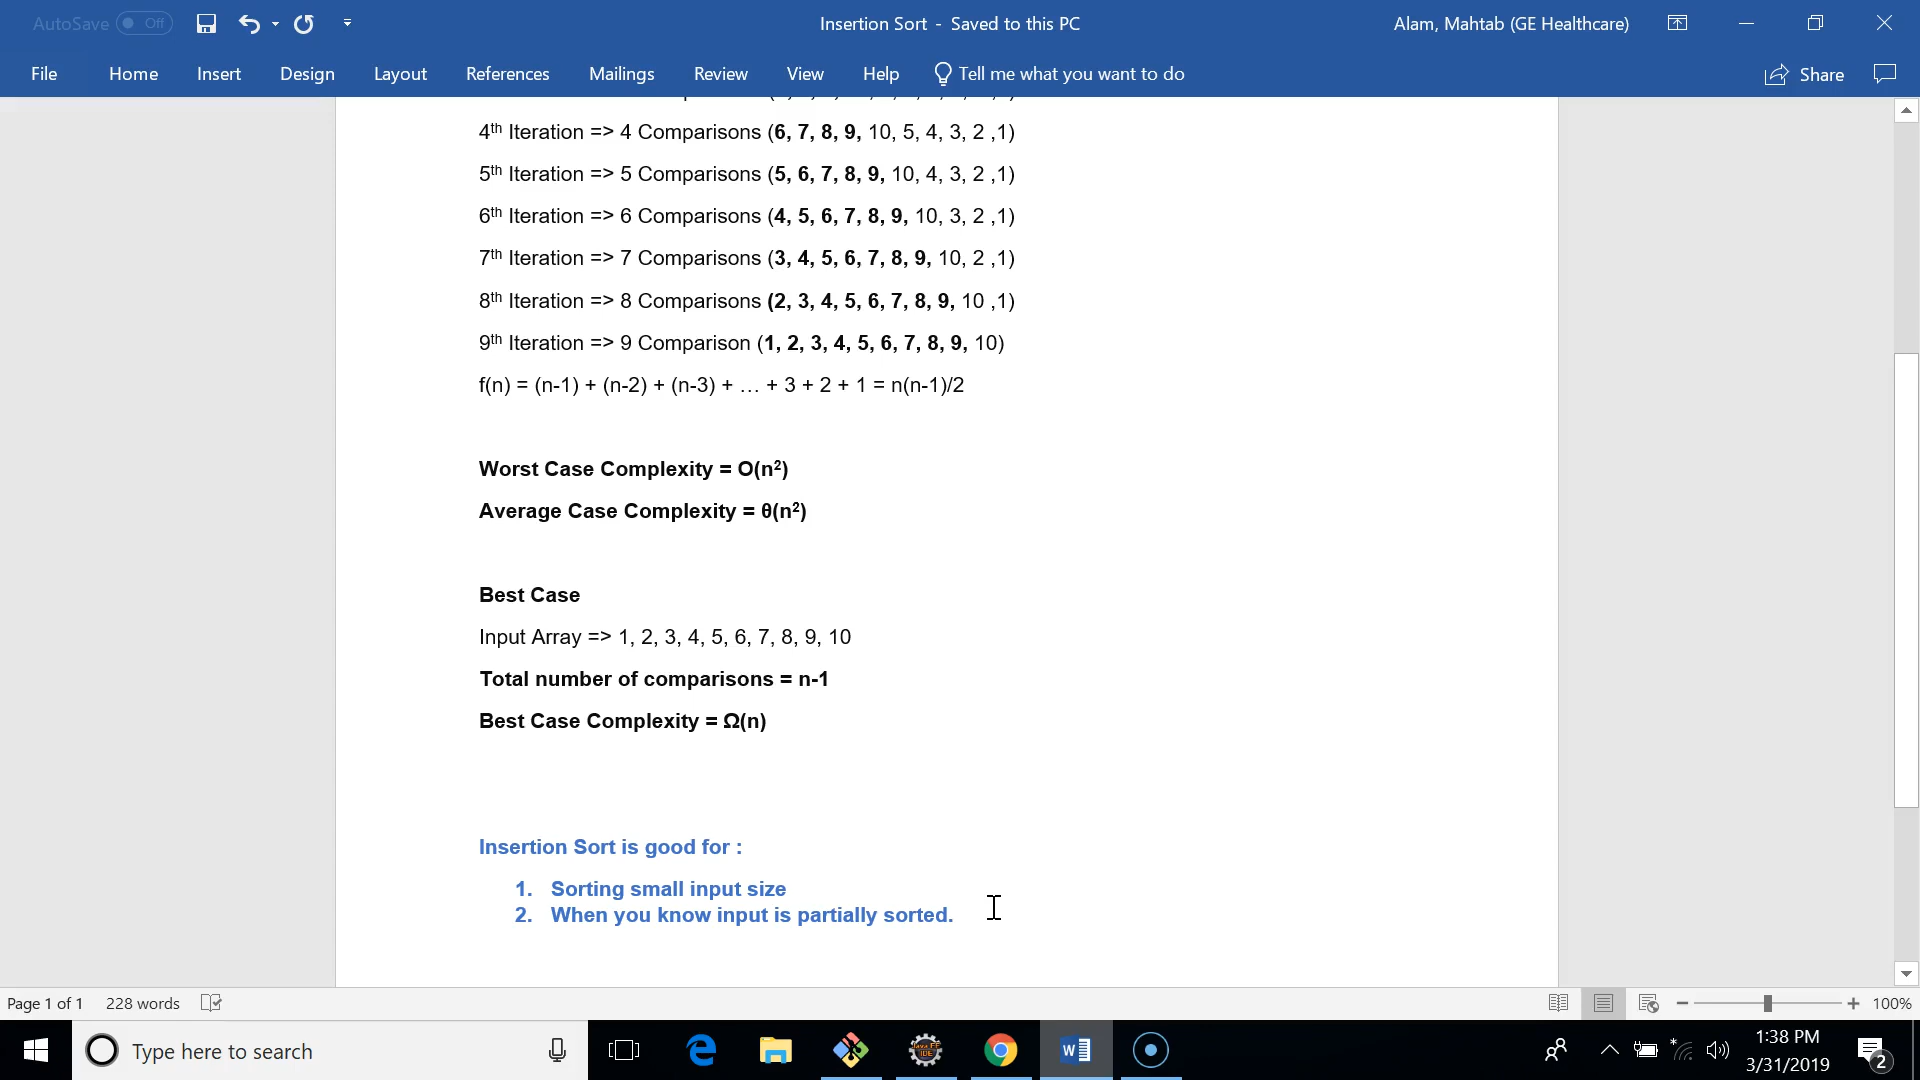 AutoSave Off
Insertion Sort - Saved to this PC
Alam, Mahtab (GE Healthcare)
File Home Insert Design Layout References Mailings Review View Help Tell me what you want to do Share
4th Iteration => 4 Comparisons (6, 7, 8, 9, 10, 5, 4, 3, 2 ,1)
5th Iteration => 5 Comparisons (5, 6, 7, 8, 9, 10, 4, 3, 2 ,1)
6th Iteration => 6 Comparisons (4, 5, 6, 7, 8, 9, 10, 3, 2 ,1)
7th Iteration => 7 Comparisons (3, 4, 5, 6, 7, 8, 9, 10, 2 ,1)
8th Iteration => 8 Comparisons (2, 3, 4, 5, 6, 7, 8, 9, 10 ,1)
9th Iteration => 9 Comparison (1, 2, 3, 4, 5, 6, 7, 8, 9, 10)
f(n) = (n-1) + (n-2) + (n-3) + … + 3 + 2 + 1 = n(n-1)/2
Worst Case Complexity = O(n²)
Average Case Complexity = θ(n²)
Best Case
Input Array => 1, 2, 3, 4, 5, 6, 7, 8, 9, 10
Total number of comparisons = n-1
Best Case Complexity = Ω(n)
Insertion Sort is good for :
1. Sorting small input size
2. When you know input is partially sorted.
Page 1 of 1 228 words 100%
Type here to search
1:38 PM
3/31/2019
2